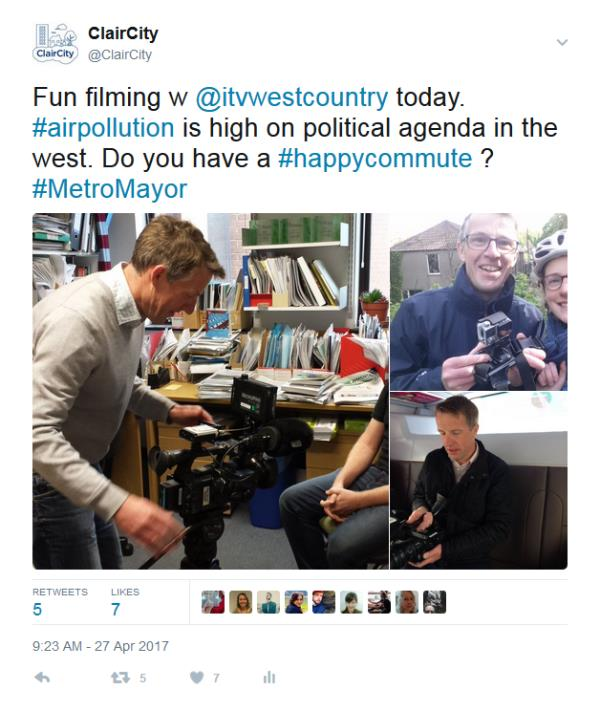 ClairCity
ClairCity
@ClairCity
Fun filming w @itvwestcountry today.
#airpollution is high on political agenda in the
west. Do you have a #happycommute ?
#MetroMayor
RETWEETS
LIKES
5
7
9:23 AM - 27 Apr 2017
5
7